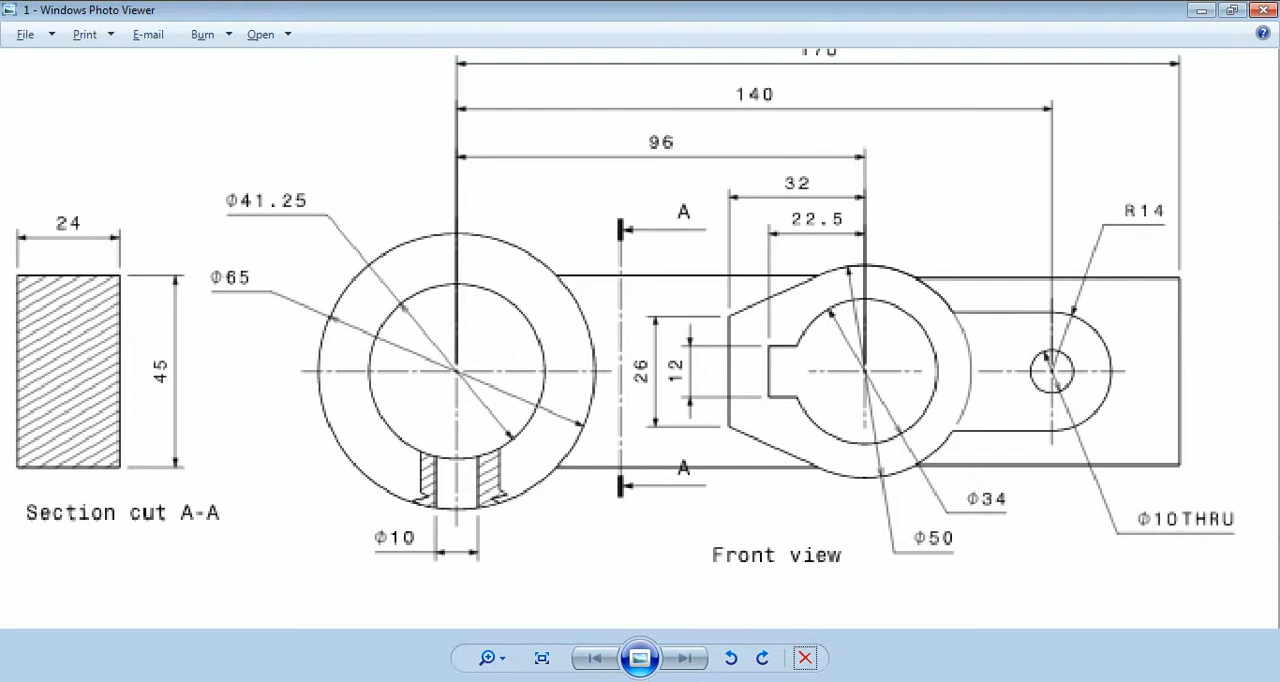 1 - Windows Photo Viewer
File Print E-mail Burn Open
140
96
32
Φ41.25
22.5
A
R14
24
Φ65
45
26
12
A
Φ34
Section cut A-A
Φ10THRU
Φ10
Φ50
Front view